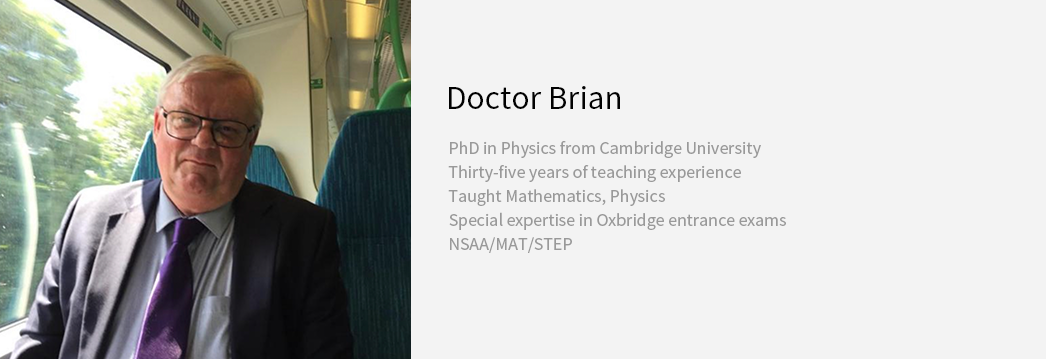 Doctor Brian
PhD in Physics from Cambridge University
Thirty-five years of teaching experience
Taught Mathematics, Physics
Special expertise in Oxbridge entrance exams
NSAA/MAT/STEP